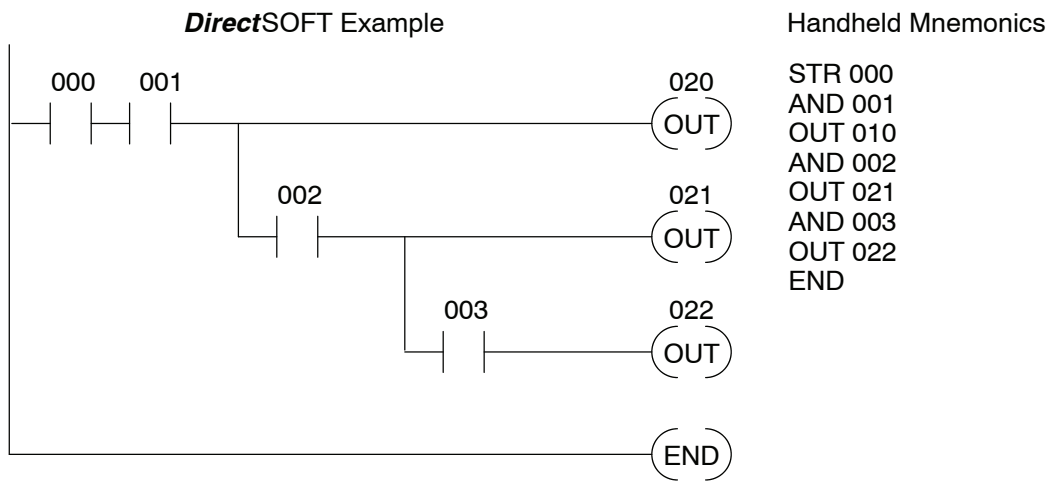 DirectSOFT Example
Handheld Mnemonics
000 001 020
OUT
002 021
OUT
003 022
OUT
END
STR 000
AND 001
OUT 010
AND 002
OUT 021
AND 003
OUT 022
END